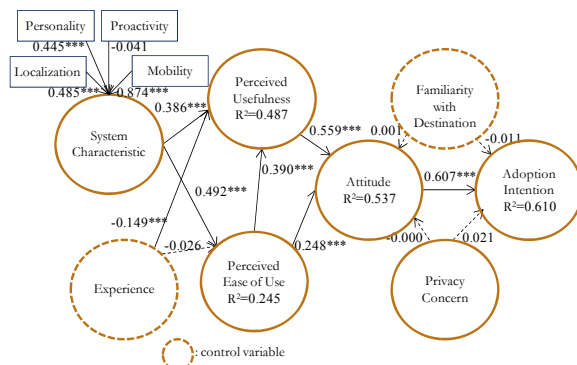 Personality
Proactivity
0.445***
-0.041
Localization
Mobility
0.485***
0.874***
System
Characteristic
0.386***
Perceived
Usefulness
R²=0.487
0.559***
0.001
Familiarity
with
Destination
-0.011
0.492***
0.390***
Attitude
R²=0.537
0.607***
Adoption
Intention
R²=0.610
-0.149***
-0.026
0.248***
-0.000
0.021
Experience
Perceived
Ease of Use
R²=0.245
Privacy
Concern
: control variable